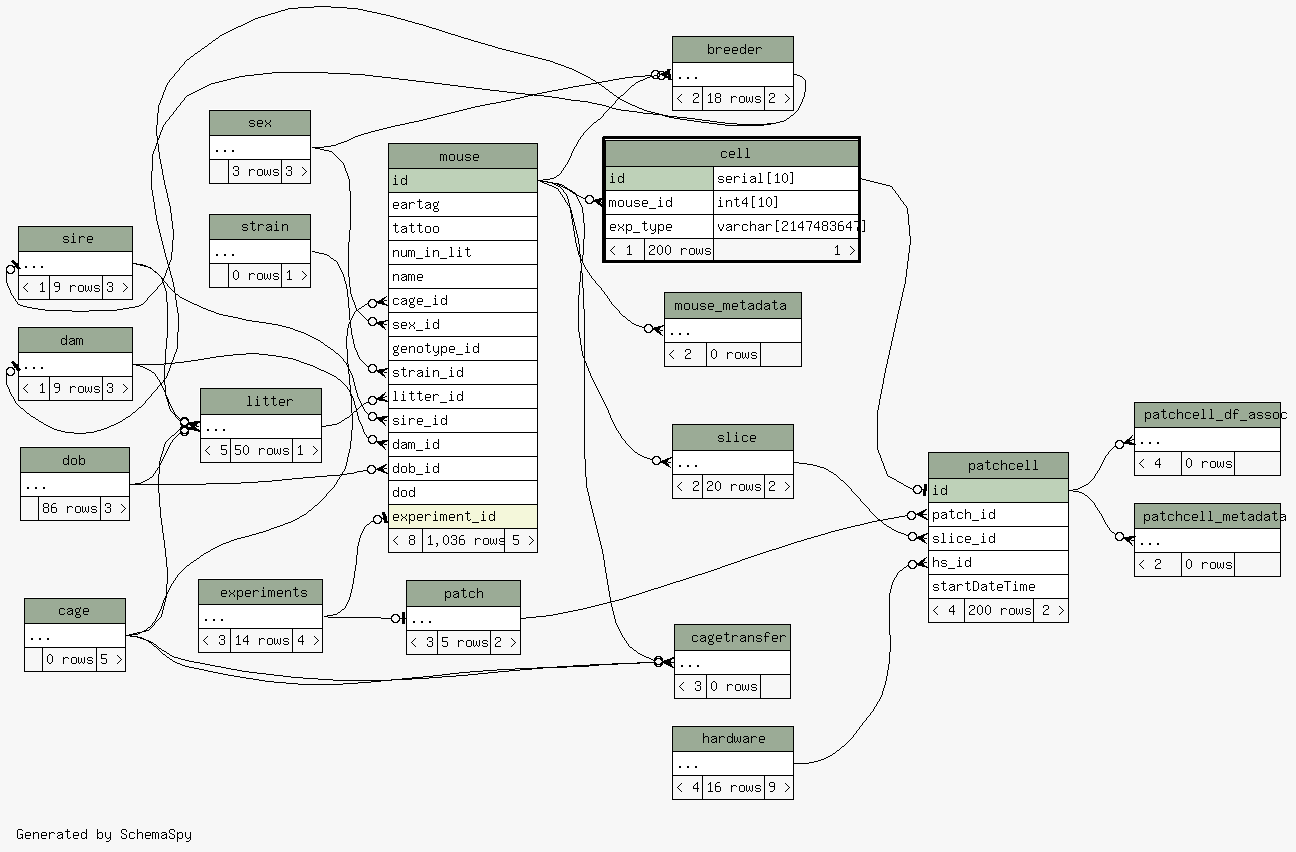 breeder
...
< 2 18 rows 2 >
sex
...
3 rows 3 >
mouse
id
eartag
tattoo
num_in_lit
name
cage_id
sex_id
genotype_id
strain_id
litter_id
sire_id
dam_id
dob_id
dod
experiment_id
< 8 1,036 rows 5 >
cell
id serial[10]
mouse_id int4[10]
exp_type varchar[2147483647]
< 1 200 rows 1 >
strain
...
0 rows 1 >
sire
...
< 1 9 rows 3 >
mouse_metadata
...
< 2 0 rows
dam
...
< 1 9 rows 3 >
litter
...
< 5 50 rows 1 >
slice
...
< 2 20 rows 2 >
patchcell_df_assoc
...
< 4 0 rows
dob
...
86 rows 3 >
patchcell
id
patch_id
slice_id
hs_id
startDateTime
< 4 200 rows 2 >
patchcell_metadata
...
< 2 0 rows
experiments
...
< 3 14 rows 4 >
patch
...
< 3 5 rows 2 >
cage
...
0 rows 5 >
cagetransfer
...
< 3 0 rows
hardware
...
< 4 16 rows 9 >
Generated by SchemaSpy